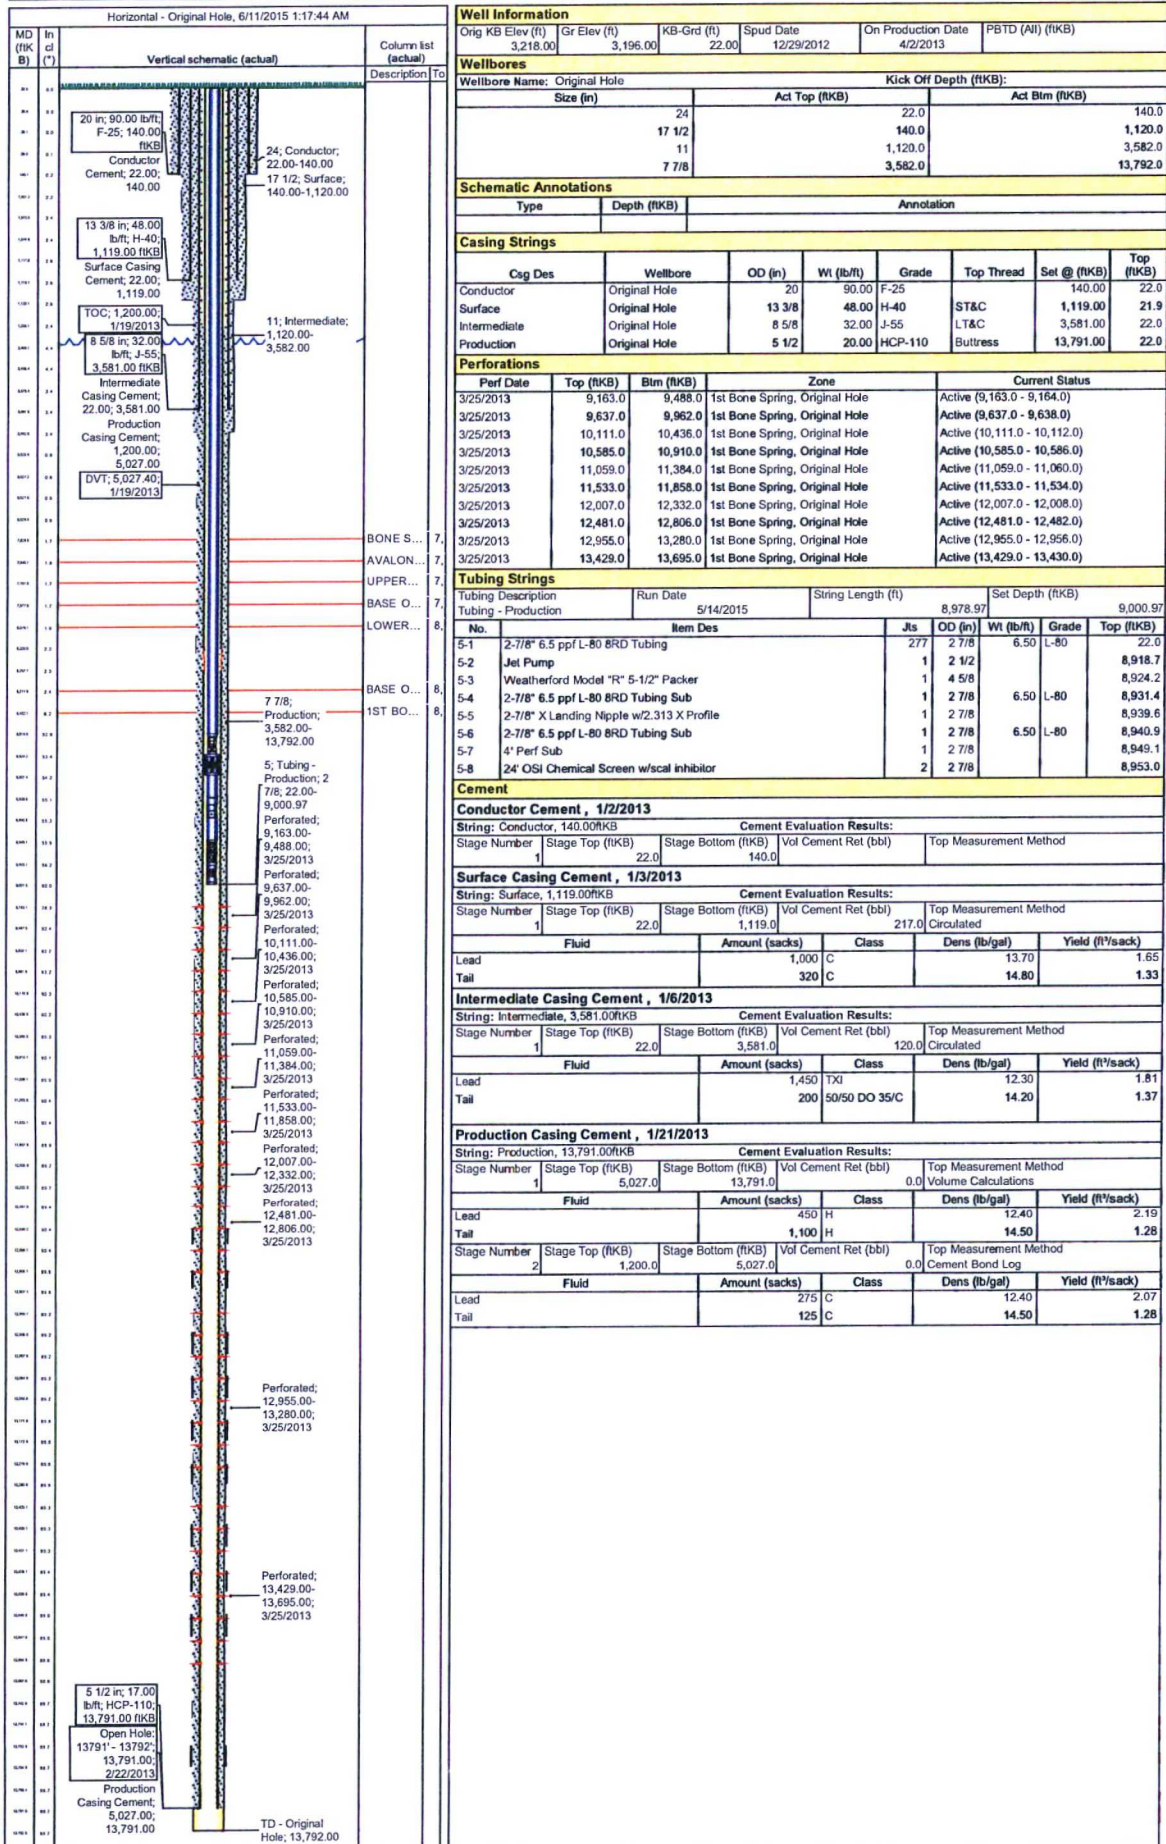 Horizontal - Original Hole, 6/11/2015 1:17:44 AM
MD (ftK B)
In cl (°)
Vertical schematic (actual)
Column list (actual)
Description To
20 in; 90.00 lb/ft; F-25; 140.00 ftKB
Conductor Cement; 22.00; 140.00
24; Conductor; 22.00-140.00
17 1/2; Surface; 140.00-1,120.00
13 3/8 in; 48.00 lb/ft; H-40; 1,119.00 ftKB
Surface Casing Cement; 22.00; 1,119.00
TOC; 1,200.00; 1/19/2013
11; Intermediate; 1,120.00-3,582.00
8 5/8 in; 32.00 lb/ft; J-55; 3,581.00 ftKB
Intermediate Casing Cement; 22.00; 3,581.00
Production Casing Cement; 1,200.00; 5,027.00
DVT; 5,027.40; 1/19/2013
BONE S... 7,
AVALON... 7,
UPPER... 7,
BASE O... 7,
LOWER... 8,
BASE O... 8,
1ST BO... 8,
7 7/8; Production; 3,582.00-13,792.00
5; Tubing - Production; 2 7/8; 22.00-9,000.97
Perforated; 9,163.00-9,488.00; 3/25/2013
Perforated; 9,637.00-9,962.00; 3/25/2013
Perforated; 10,111.00-10,436.00; 3/25/2013
Perforated; 10,585.00-10,910.00; 3/25/2013
Perforated; 11,059.00-11,384.00; 3/25/2013
Perforated; 11,533.00-11,858.00; 3/25/2013
Perforated; 12,007.00-12,332.00; 3/25/2013
Perforated; 12,481.00-12,806.00; 3/25/2013
Perforated; 12,955.00-13,280.00; 3/25/2013
Perforated; 13,429.00-13,695.00; 3/25/2013
5 1/2 in; 17.00 lb/ft; HCP-110; 13,791.00 ftKB
Open Hole: 13791' - 13792'; 13,791.00; 2/22/2013
Production Casing Cement; 5,027.00; 13,791.00
TD - Original Hole; 13,792.00
Well Information
Orig KB Elev (ft) Gr Elev (ft) KB-Grd (ft) Spud Date On Production Date PBTD (All) (ftKB)
3,218.00 3,196.00 22.00 12/29/2012 4/2/2013
Wellbores
Wellbore Name: Original Hole Kick Off Depth (ftKB):
Size (in) Act Top (ftKB) Act Btm (ftKB)
24 22.0 140.0
17 1/2 140.0 1,120.0
11 1,120.0 3,582.0
7 7/8 3,582.0 13,792.0
Schematic Annotations
Type Depth (ftKB) Annotation
Casing Strings
Csg Des Wellbore OD (in) Wt (lb/ft) Grade Top Thread Set @ (ftKB) Top (ftKB)
Conductor Original Hole 20 90.00 F-25 140.00 22.0
Surface Original Hole 13 3/8 48.00 H-40 ST&C 1,119.00 21.9
Intermediate Original Hole 8 5/8 32.00 J-55 LT&C 3,581.00 22.0
Production Original Hole 5 1/2 20.00 HCP-110 Buttress 13,791.00 22.0
Perforations
Perf Date Top (ftKB) Btm (ftKB) Zone Current Status
3/25/2013 9,163.0 9,488.0 1st Bone Spring, Original Hole Active (9,163.0 - 9,164.0)
3/25/2013 9,637.0 9,962.0 1st Bone Spring, Original Hole Active (9,637.0 - 9,638.0)
3/25/2013 10,111.0 10,436.0 1st Bone Spring, Original Hole Active (10,111.0 - 10,112.0)
3/25/2013 10,585.0 10,910.0 1st Bone Spring, Original Hole Active (10,585.0 - 10,586.0)
3/25/2013 11,059.0 11,384.0 1st Bone Spring, Original Hole Active (11,059.0 - 11,060.0)
3/25/2013 11,533.0 11,858.0 1st Bone Spring, Original Hole Active (11,533.0 - 11,534.0)
3/25/2013 12,007.0 12,332.0 1st Bone Spring, Original Hole Active (12,007.0 - 12,008.0)
3/25/2013 12,481.0 12,806.0 1st Bone Spring, Original Hole Active (12,481.0 - 12,482.0)
3/25/2013 12,955.0 13,280.0 1st Bone Spring, Original Hole Active (12,955.0 - 12,956.0)
3/25/2013 13,429.0 13,695.0 1st Bone Spring, Original Hole Active (13,429.0 - 13,430.0)
Tubing Strings
Tubing Description Run Date String Length (ft) Set Depth (ftKB)
Tubing - Production 5/14/2015 8,978.97 9,000.97
No. Item Des Jts OD (in) Wt (lb/ft) Grade Top (ftKB)
5-1 2-7/8" 6.5 ppf L-80 8RD Tubing 277 2 7/8 6.50 L-80 22.0
5-2 Jet Pump 1 2 1/2 8,918.7
5-3 Weatherford Model "R" 5-1/2" Packer 1 4 5/8 8,924.2
5-4 2-7/8" 6.5 ppf L-80 8RD Tubing Sub 1 2 7/8 6.50 L-80 8,931.4
5-5 2-7/8" X Landing Nipple w/2.313 X Profile 1 2 7/8 8,939.6
5-6 2-7/8" 6.5 ppf L-80 8RD Tubing Sub 1 2 7/8 6.50 L-80 8,940.9
5-7 4' Perf Sub 1 2 7/8 8,949.1
5-8 24' OSI Chemical Screen w/scal inhibitor 2 2 7/8 8,953.0
Cement
Conductor Cement , 1/2/2013
String: Conductor, 140.00ftKB Cement Evaluation Results:
Stage Number Stage Top (ftKB) Stage Bottom (ftKB) Vol Cement Ret (bbl) Top Measurement Method
1 22.0 140.0
Surface Casing Cement , 1/3/2013
String: Surface, 1,119.00ftKB Cement Evaluation Results:
Stage Number Stage Top (ftKB) Stage Bottom (ftKB) Vol Cement Ret (bbl) Top Measurement Method
1 22.0 1,119.0 217.0 Circulated
Fluid Amount (sacks) Class Dens (lb/gal) Yield (ft³/sack)
Lead 1,000 C 13.70 1.65
Tail 320 C 14.80 1.33
Intermediate Casing Cement , 1/6/2013
String: Intermediate, 3,581.00ftKB Cement Evaluation Results:
Stage Number Stage Top (ftKB) Stage Bottom (ftKB) Vol Cement Ret (bbl) Top Measurement Method
1 22.0 3,581.0 120.0 Circulated
Fluid Amount (sacks) Class Dens (lb/gal) Yield (ft³/sack)
Lead 1,450 TXI 12.30 1.81
Tail 200 50/50 DO 35/C 14.20 1.37
Production Casing Cement , 1/21/2013
String: Production, 13,791.00ftKB Cement Evaluation Results:
Stage Number Stage Top (ftKB) Stage Bottom (ftKB) Vol Cement Ret (bbl) Top Measurement Method
1 5,027.0 13,791.0 0.0 Volume Calculations
Fluid Amount (sacks) Class Dens (lb/gal) Yield (ft³/sack)
Lead 450 H 12.40 2.19
Tail 1,100 H 14.50 1.28
Stage Number Stage Top (ftKB) Stage Bottom (ftKB) Vol Cement Ret (bbl) Top Measurement Method
2 1,200.0 5,027.0 0.0 Cement Bond Log
Fluid Amount (sacks) Class Dens (lb/gal) Yield (ft³/sack)
Lead 275 C 12.40 2.07
Tail 125 C 14.50 1.28